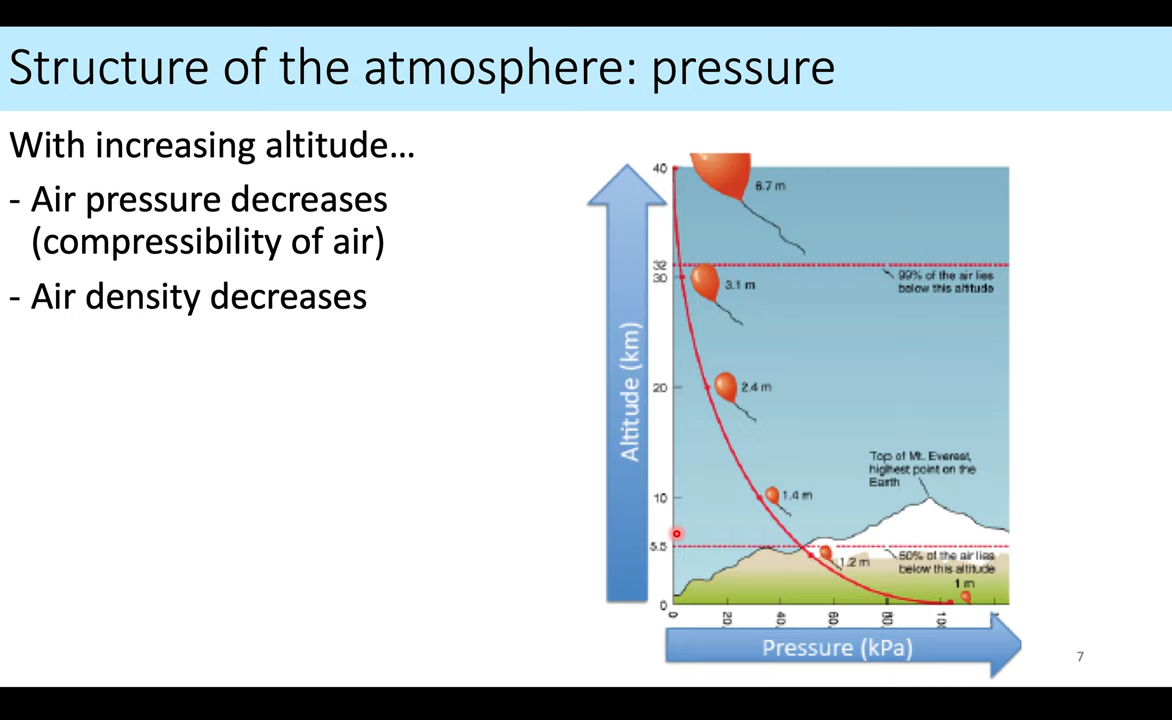 Structure of the atmosphere: pressure
With increasing altitude...
- Air pressure decreases
(compressibility of air)
- Air density decreases
Altitude (km)
40
32
30
20
10
5.5
0
6.7 m
99% of the air lies
below this altitude
3.1 m
2.4 m
Top of Mt. Everest,
highest point on the
Earth
1.4 m
50% of the air lies
below this altitude
1.2 m
1 m
0
20
40
60
80
Pressure (kPa)
7